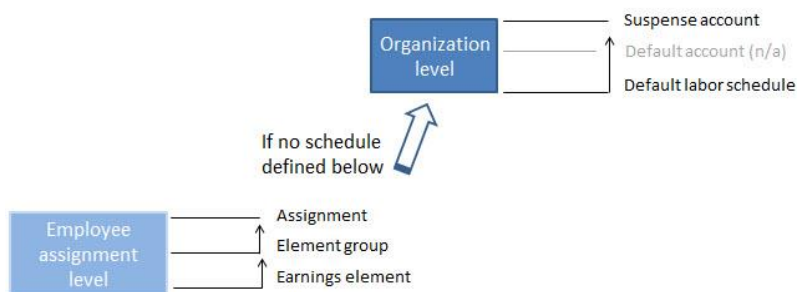 Organization
level
Suspense account
Default account (n/a)
Default labor schedule
If no schedule
defined below
Employee
assignment
level
Assignment
Element group
Earnings element